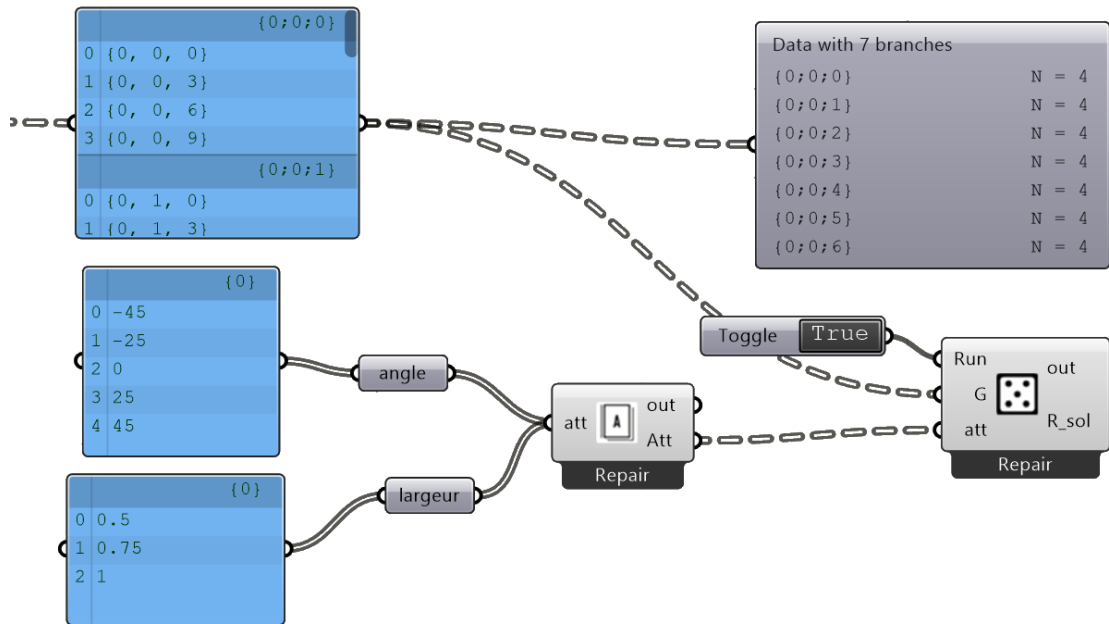 {0;0;0}
0 {0, 0, 0}
1 {0, 0, 3}
2 {0, 0, 6}
3 {0, 0, 9}
{0;0;1}
0 {0, 1, 0}
1 {0, 1, 3}
Data with 7 branches
{0;0;0} N = 4
{0;0;1} N = 4
{0;0;2} N = 4
{0;0;3} N = 4
{0;0;4} N = 4
{0;0;5} N = 4
{0;0;6} N = 4
{0}
0 -45
1 -25
2 0
3 25
4 45
angle
Toggle True
Run
G
att
out
R_sol
Repair
att
A
out
Att
Repair
{0}
0 0.5
1 0.75
2 1
largeur